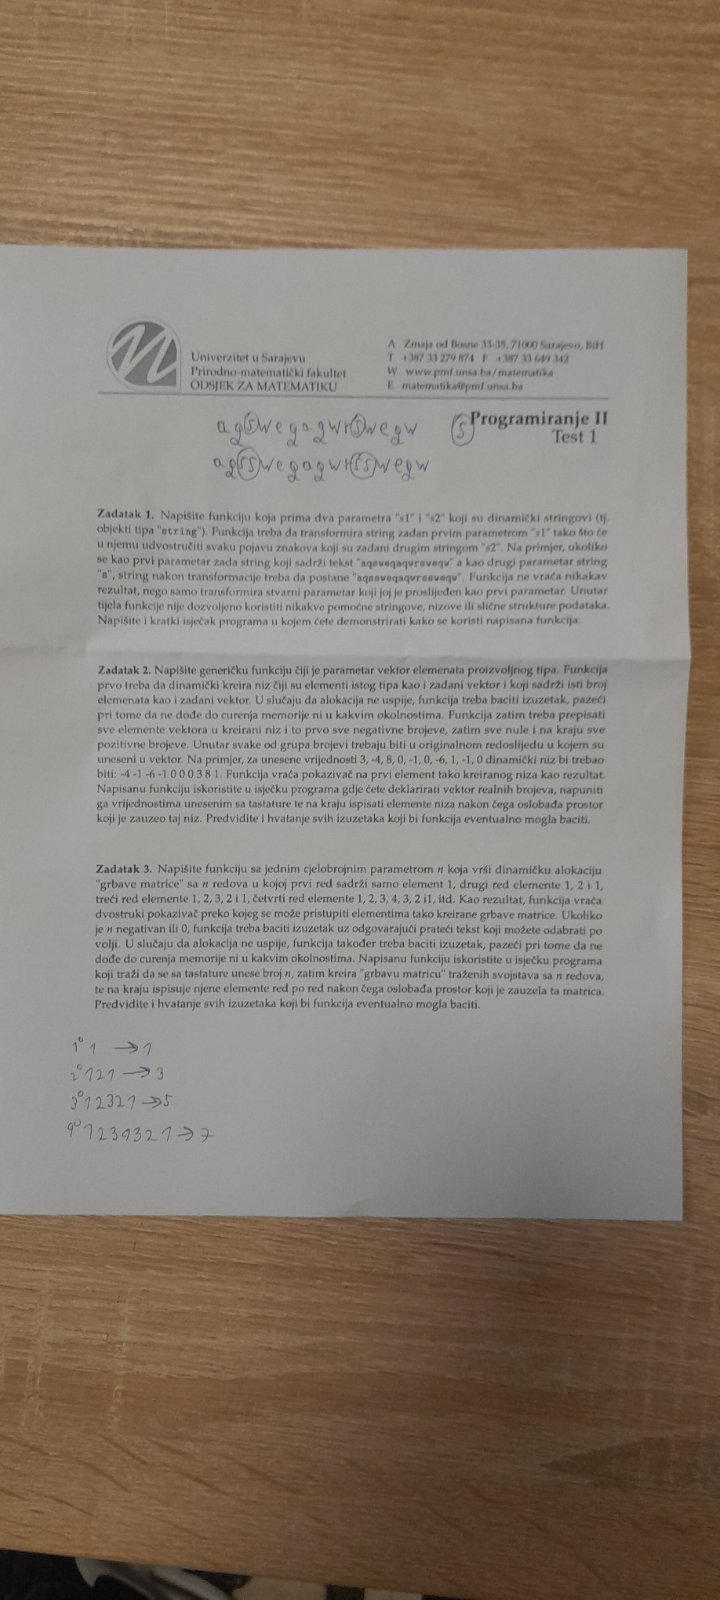 Univerzitet u Sarajevu
Prirodno-matematički fakultet
ODSJEK ZA MATEMATIKU
A Zmaja od Bosne 33-35, 71000 Sarajevo, BiH
T +387 33 279 874 F +387 33 649 342
W www.pmf.unsa.ba/matematika
E matematika@pmf.unsa.ba
Programiranje II
Test 1
s
agswegagwrswegw
agsswegagwrsswegw
Zadatak 1. Napišite funkciju koja prima dva parametra "s1" i "s2" koji su dinamički stringovi (tj.
objekti tipa "string"). Funkcija treba da transformira string zadan prvim parametrom "s1" tako što će
u njemu udvostručiti svaku pojavu znakova koji su zadani drugim stringom "s2". Na primjer, ukoliko
se kao prvi parametar zada string koji sadrži tekst "aqsweqaqwrsweqw" a kao drugi parametar string
"s", string nakon transformacije treba da postane "aqssweqaqwrssweqw". Funkcija ne vraća nikakav
rezultat, nego samo transformira stvarni parametar koji joj je proslijeđen kao prvi parametar. Unutar
tijela funkcije nije dozvoljeno koristiti nikakve pomoćne stringove, nizove ili slične strukture podataka.
Napišite i kratki isječak programa u kojem ćete demonstrirati kako se koristi napisana funkcija.
Zadatak 2. Napišite generičku funkciju čiji je parametar vektor elemenata proizvoljnog tipa. Funkcija
prvo treba da dinamički kreira niz čiji su elementi istog tipa kao i zadani vektor i koji sadrži isti broj
elemenata kao i zadani vektor. U slučaju da alokacija ne uspije, funkcija treba baciti izuzetak, pazeći
pri tome da ne dođe do curenja memorije ni u kakvim okolnostima. Funkcija zatim treba prepisati
sve elemente vektora u kreirani niz i to prvo sve negativne brojeve, zatim sve nule i na kraju sve
pozitivne brojeve. Unutar svake od grupa brojevi trebaju biti u originalnom redoslijedu u kojem su
uneseni u vektor. Na primjer, za unesene vrijednosti 3, -4, 8, 0, -1, 0, -6, 1, -1, 0 dinamički niz bi trebao
biti: -4 -1 -6 -1 0 0 0 3 8 1. Funkcija vraća pokazivač na prvi element tako kreiranog niza kao rezultat.
Napisanu funkciju iskoristite u isječku programa gdje ćete deklarirati vektor realnih brojeva, napuniti
ga vrijednostima unesenim sa tastature te na kraju ispisati elemente niza nakon čega oslobađa prostor
koji je zauzeo taj niz. Predvidite i hvatanje svih izuzetaka koji bi funkcija eventualno mogla baciti.
Zadatak 3. Napišite funkciju sa jednim cjelobrojnim parametrom n koja vrši dinamičku alokaciju
"grbave matrice" sa n redova u kojoj prvi red sadrži samo element 1, drugi red elemente 1, 2 i 1,
treći red elemente 1, 2, 3, 2 i 1, četvrti red elemente 1, 2, 3, 4, 3, 2 i1, itd. Kao rezultat, funkcija vraća
dvostruki pokazivač preko kojeg se može pristupiti elementima tako kreirane grbave matrice. Ukoliko
je n negativan ili 0, funkcija treba baciti izuzetak uz odgovarajući prateći tekst koji možete odabrati po
volji. U slučaju da alokacija ne uspije, funkcija također treba baciti izuzetak, pazeći pri tome da ne
dođe do curenja memorije ni u kakvim okolnostima. Napisanu funkciju iskoristite u isječku programa
koji traži da se sa tastature unese broj n, zatim kreira "grbavu matricu" traženih svojstava sa n redova,
te na kraju ispisuje njene elemente red po red nakon čega oslobađa prostor koji je zauzela ta matrica.
Predvidite i hvatanje svih izuzetaka koji bi funkcija eventualno mogla baciti.
1° 1 → 1
2° 121 → 3
3° 12321 → 5
4° 1234321 → 7